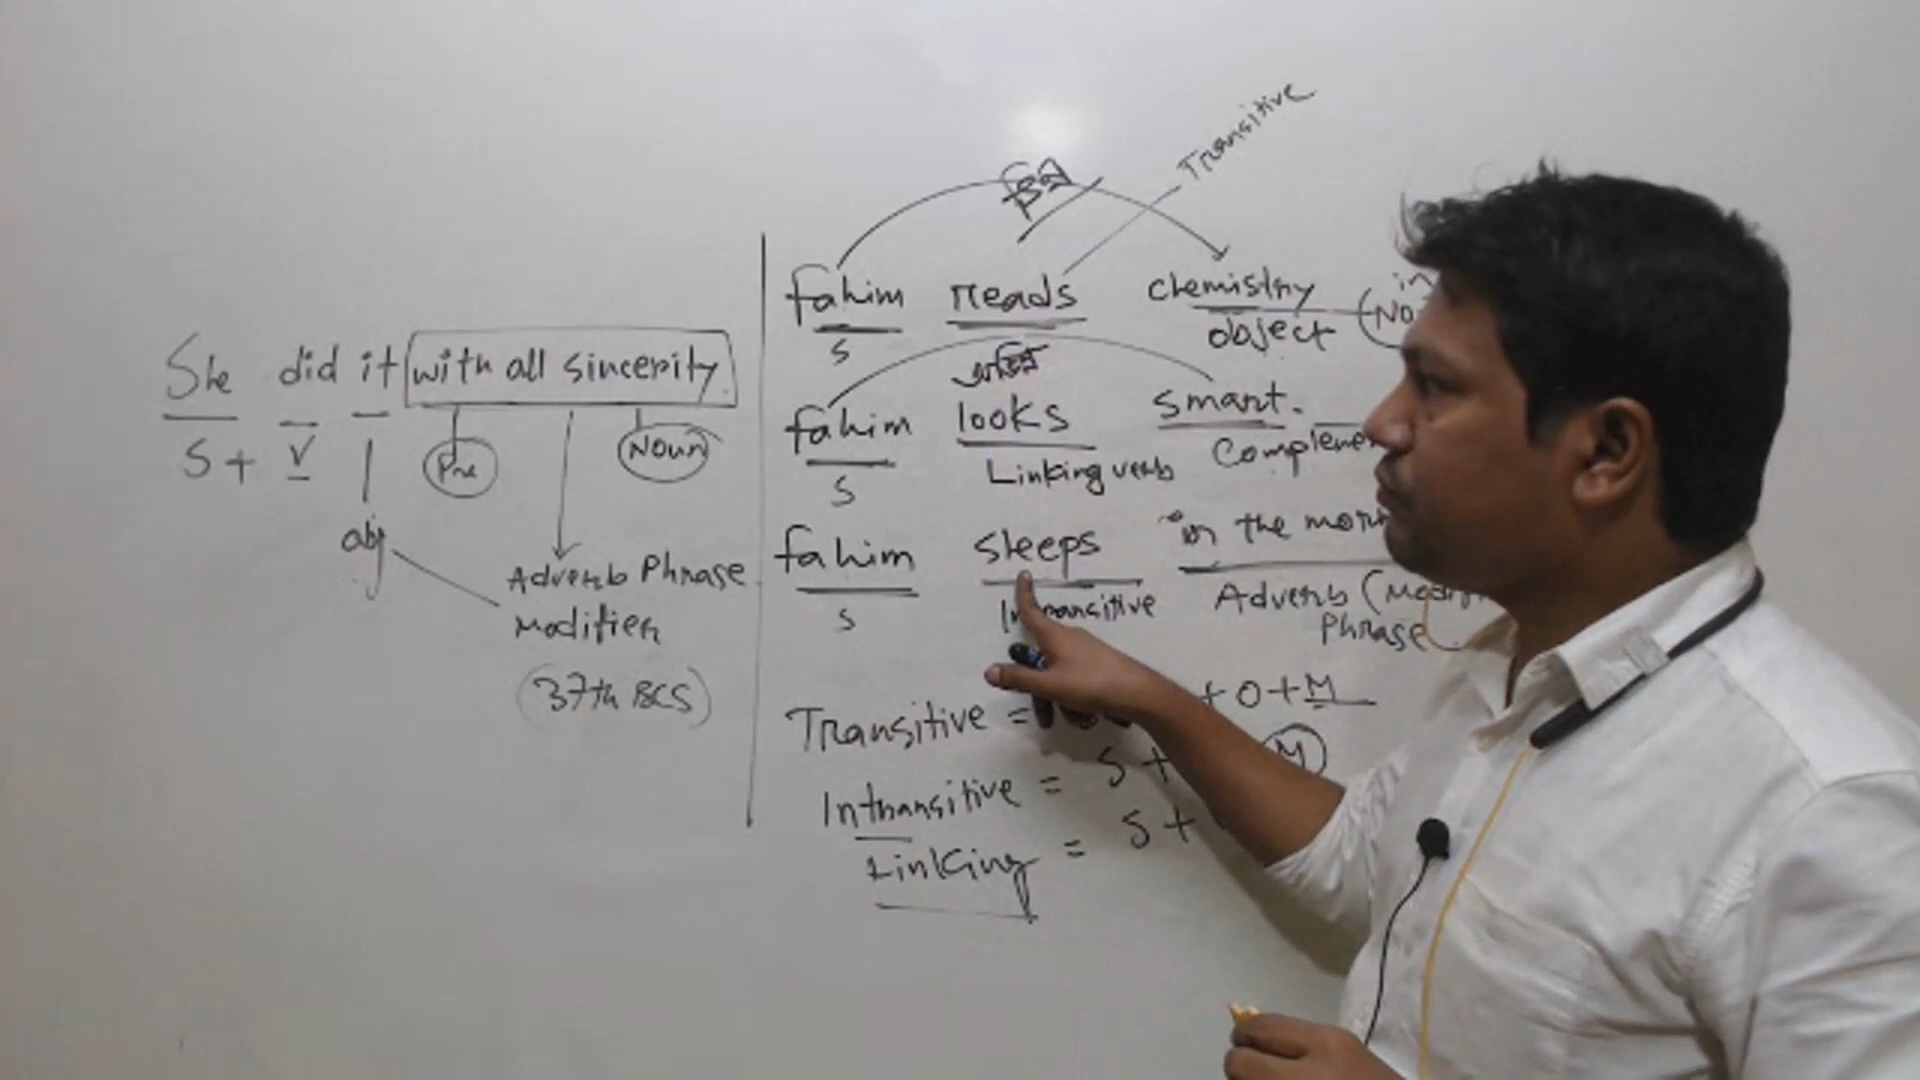 She did it with all sincerity.
S + V
Pre
Noun
obj
Adverb Phrase
modifier
(37th BCS)
Transitive
ভিন্ন
fahim reads chemistry
S
object
fahim looks smart.
S
Linking verb
fahim sleeps in the
S
Intransitive
Adverb
Phrase
Transitive =
+ O + M
Intransitive = S +
M
Linking = S +